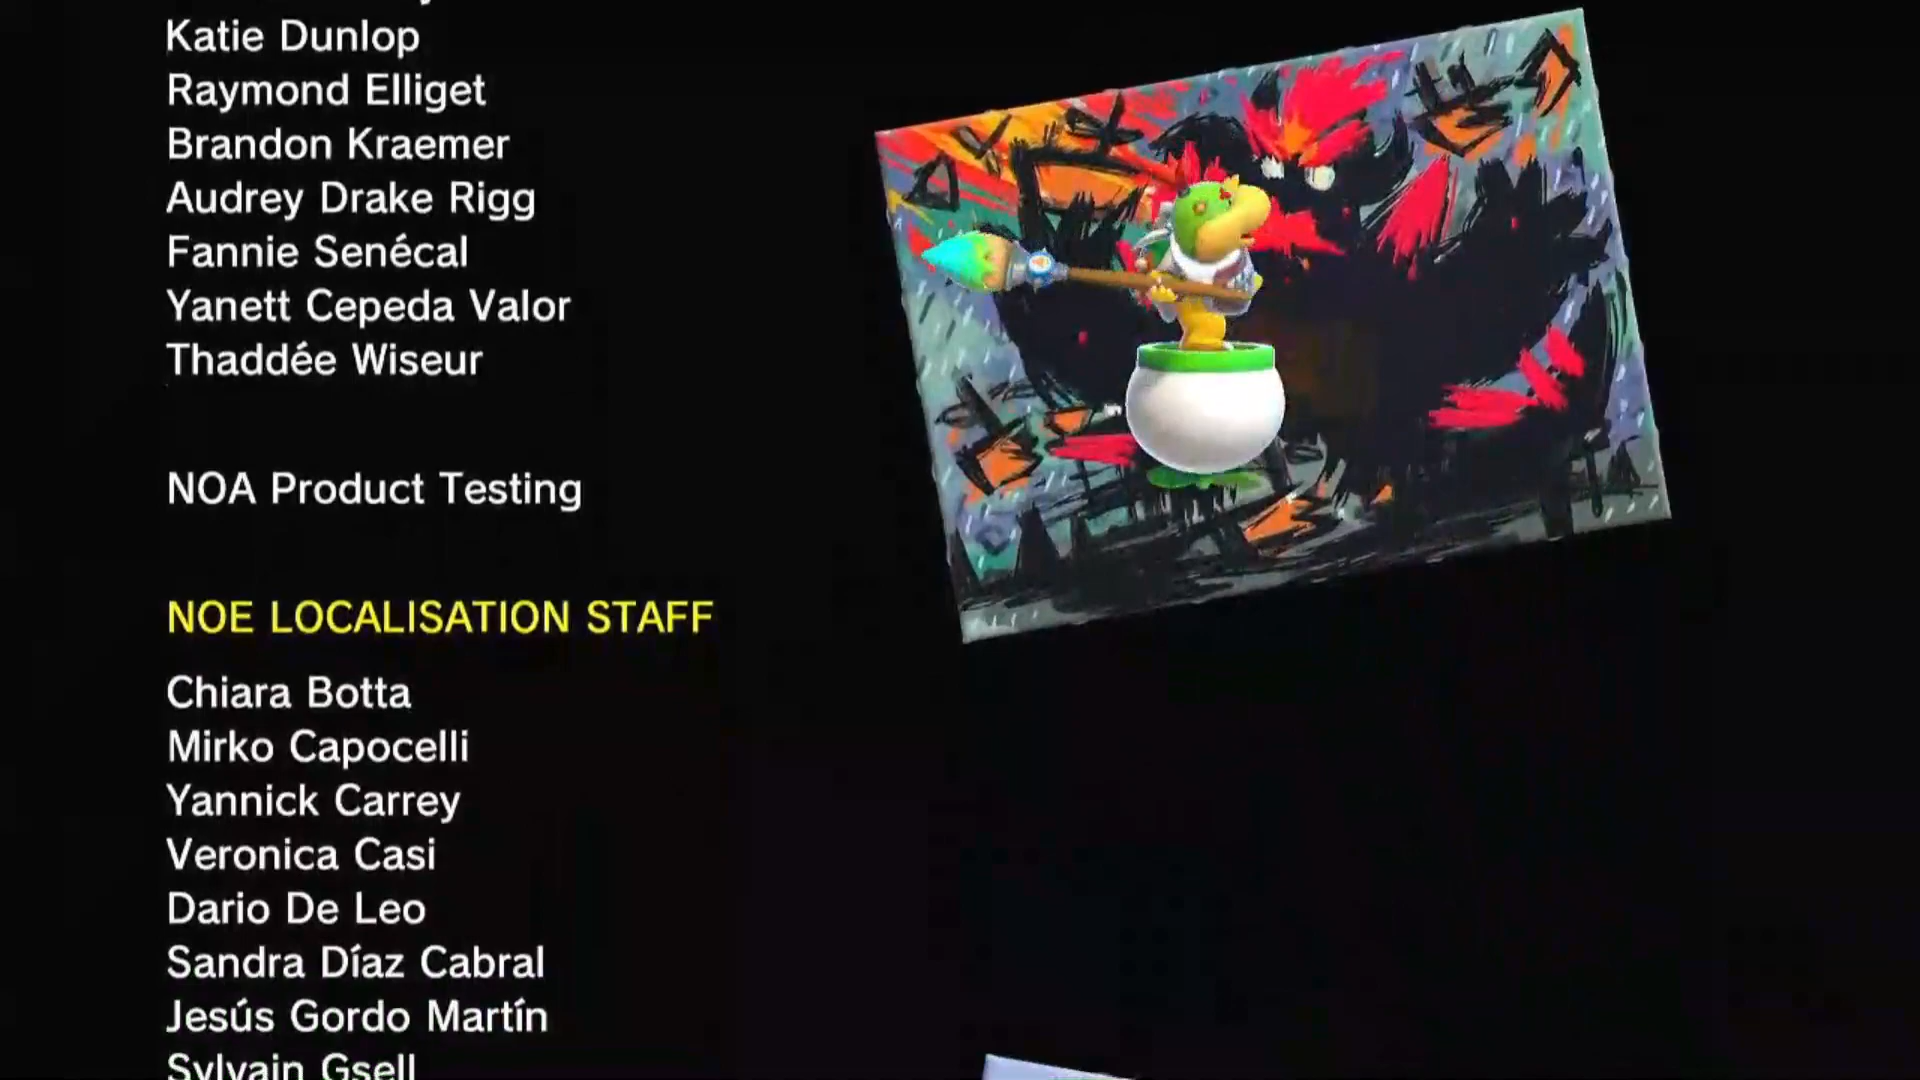 Katie Dunlop
Raymond Elliget
Brandon Kraemer
Audrey Drake Rigg
Fannie Senécal
Yanett Cepeda Valor
Thaddée Wiseur
NOA Product Testing
NOE LOCALISATION STAFF
Chiara Botta
Mirko Capocelli
Yannick Carrey
Veronica Casi
Dario De Leo
Sandra Díaz Cabral
Jesús Gordo Martín
Sylvain Gsell